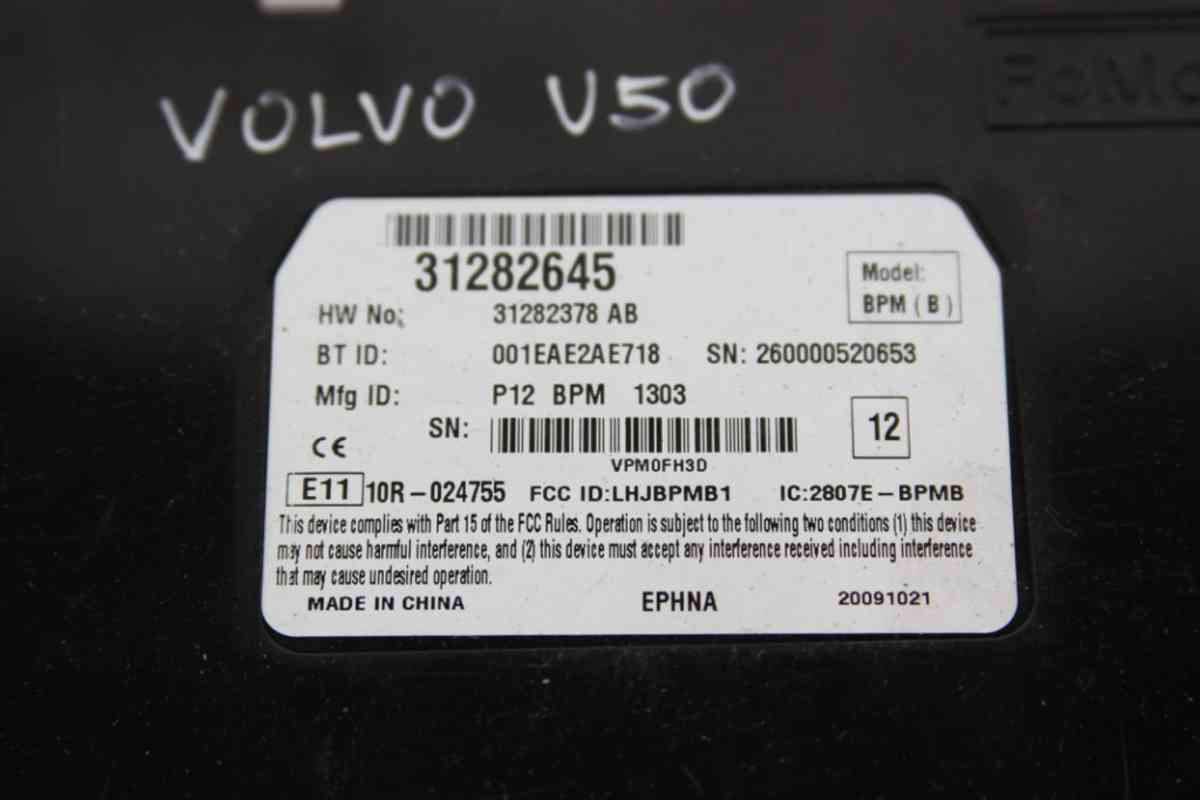 VOLVO V50
FoMo
31282645
Model:
BPM ( B )
HW No: 31282378 AB
BT ID: 001EAE2AE718 SN: 260000520653
Mfg ID: P12 BPM 1303
SN:
12
VPM0FH3D
CE
E11 10R-024755 FCC ID:LHJBPMB1 IC:2807E-BPMB
This device complies with Part 15 of the FCC Rules. Operation is subject to the following two conditions (1) this device
may not cause harmful interference, and (2) this device must accept any interference received including interference
that may cause undesired operation.
MADE IN CHINA EPHNA 20091021